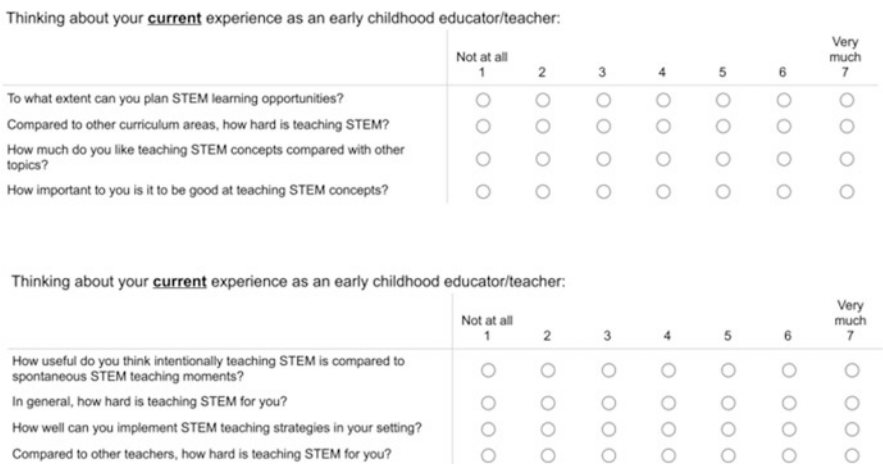 Thinking about your current experience as an early childhood educator/teacher:
Very
Not at all much
1 2 3 4 5 6 7
To what extent can you plan STEM learning opportunities?
Compared to other curriculum areas, how hard is teaching STEM?
How much do you like teaching STEM concepts compared with other
topics?
How important to you is it to be good at teaching STEM concepts?
Thinking about your current experience as an early childhood educator/teacher:
Very
Not at all much
1 2 3 4 5 6 7
How useful do you think intentionally teaching STEM is compared to
spontaneous STEM teaching moments?
In general, how hard is teaching STEM for you?
How well can you implement STEM teaching strategies in your setting?
Compared to other teachers, how hard is teaching STEM for you?